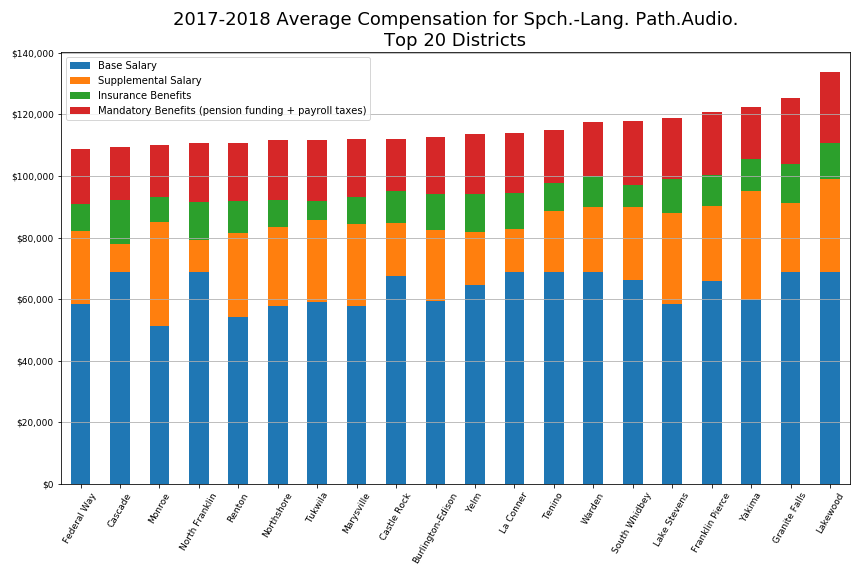 2017-2018 Average Compensation for Spch.-Lang. Path.Audio.
Top 20 Districts
$140,000
$120,000
$100,000
$80,000
$60,000
$40,000
$20,000
$0
Base Salary
Supplemental Salary
Insurance Benefits
Mandatory Benefits (pension funding + payroll taxes)
Federal Way
Cascade
Monroe
North Franklin
Renton
Northshore
Tukwila
Marysville
Castle Rock
Burlington-Edison
Yelm
La Conner
Tenino
Warden
South Whidbey
Lake Stevens
Franklin Pierce
Yakima
Granite Falls
Lakewood